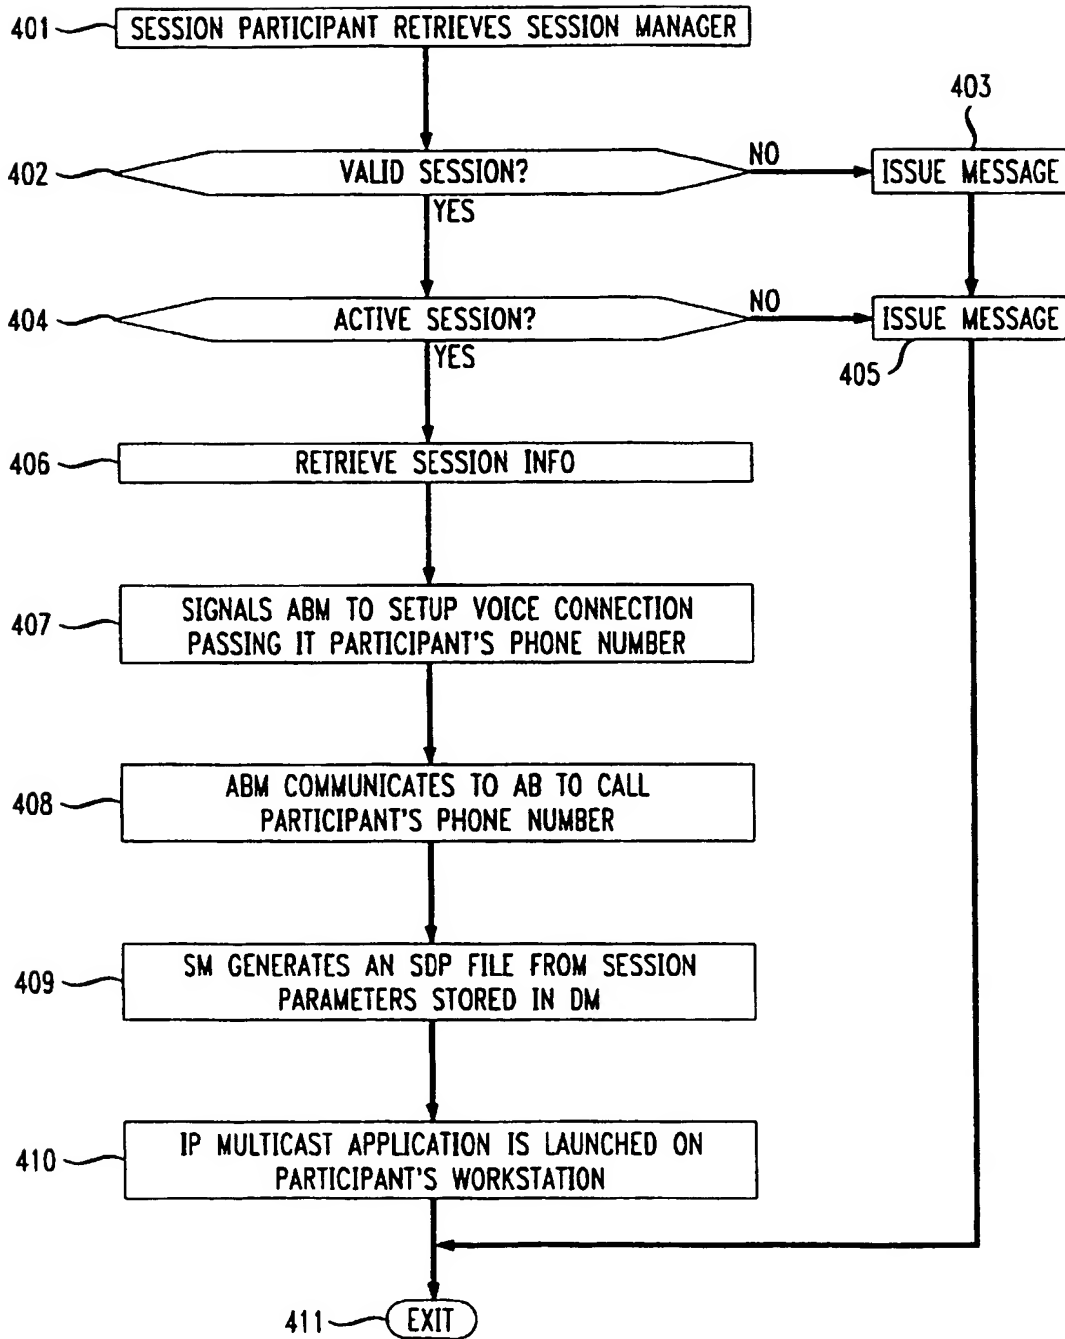 401
SESSION PARTICIPANT RETRIEVES SESSION MANAGER
403
402
VALID SESSION?
NO
ISSUE MESSAGE
YES
404
ACTIVE SESSION?
NO
ISSUE MESSAGE
YES
405
406
RETRIEVE SESSION INFO
407
SIGNALS ABM TO SETUP VOICE CONNECTION
PASSING IT PARTICIPANT'S PHONE NUMBER
408
ABM COMMUNICATES TO AB TO CALL
PARTICIPANT'S PHONE NUMBER
409
SM GENERATES AN SDP FILE FROM SESSION
PARAMETERS STORED IN DM
410
IP MULTICAST APPLICATION IS LAUNCHED ON
PARTICIPANT'S WORKSTATION
411
EXIT